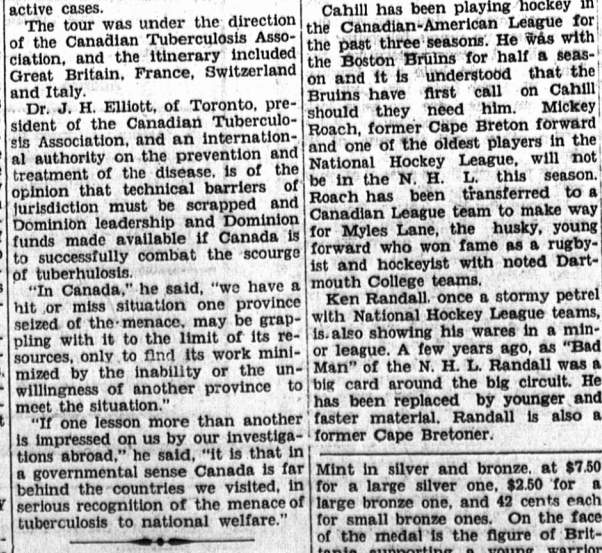 active cases.
The tour was under the direction
of the Canadian Tuberculosis Asso-
ciation, and the itinerary included
Great Britain, France, Switzerland
and Italy.
Dr. J. H. Elliott, of Toronto, pre-
sident of the Canadian Tuberculo-
sis Association, and an internation-
al authority on the prevention and
treatment of the disease, is of the
opinion that technical barriers of
jurisdiction must be scrapped and
Dominion leadership and Dominion
funds made available if Canada is
to successfully combat the scourge
of tuberhulosis.
"In Canada," he said, "we have a
hit or miss situation one province
seized of the menace, may be grap-
pling with it to the limit of its re-
sources, only to find its work mini-
mized by the inability or the un-
willingness of another province to
meet the situation."
"If one lesson more than another
is impressed on us by our investiga-
tions abroad," he said, "it is that in
a governmental sense Canada is far
behind the countries we visited, in
serious recognition of the menace of
tuberculosis to national welfare."
Cahill has been playing hockey in
the Canadian-American League for
the past three seasons. He was with
the Boston Bruins for half a seas-
on and it is understood that the
Bruins have first call on Cahill
should they need him. Mickey
Roach, former Cape Breton forward
and one of the oldest players in the
National Hockey League, will not
be in the N. H. L. this season.
Roach has been transferred to a
Canadian League team to make way
for Myles Lane, the husky, young
forward who won fame as a rugby-
ist and hockeyist with noted Dart-
mouth College teams.
Ken Randall, once a stormy petrel
with National Hockey League teams,
is also showing his wares in a min-
or league. A few years ago, as "Bad
Man" of the N. H. L. Randall was a
big card around the big circuit. He
has been replaced by younger and
faster material. Randall is also a
former Cape Bretoner.
Mint in silver and bronze, at $7.50
for a large silver one, $2.50 for a
large bronze one, and 42 cents each
for small bronze ones. On the face
of the medal is the figure of Brit-
tania supporting a young warrior